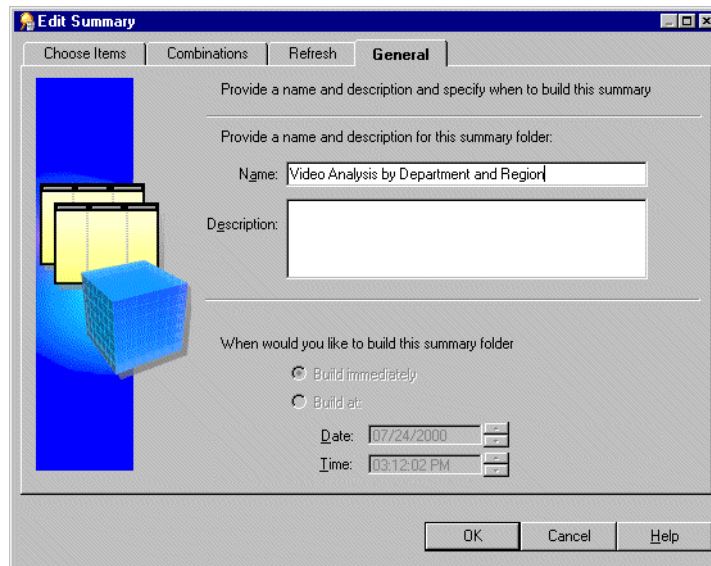 Edit Summary
Choose Items Combinations Refresh General
Provide a name and description and specify when to build this summary
Provide a name and description for this summary folder:
Name: Video Analysis by Department and Region
Description:
When would you like to build this summary folder
Build immediately
Build at:
Date: 07/24/2000
Time: 03:12:02 PM
OK Cancel Help